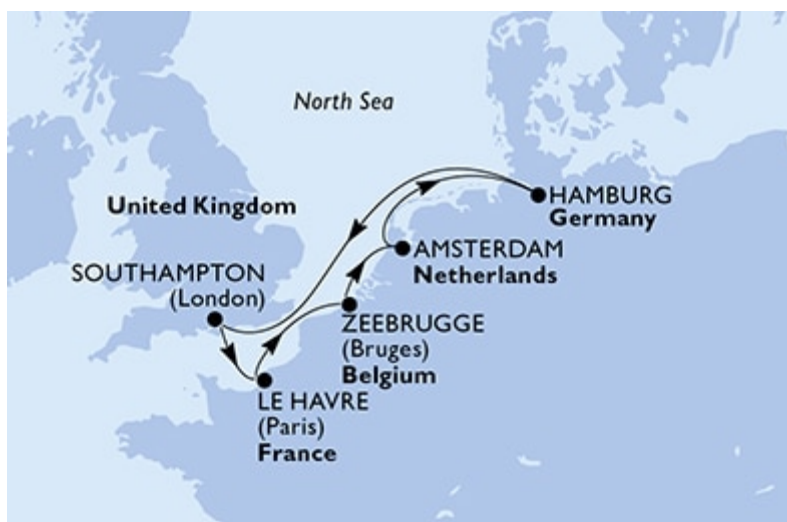 North Sea
United Kingdom
HAMBURG
Germany
AMSTERDAM
Netherlands
SOUTHAMPTON
(London)
ZEEBRUGGE
(Bruges)
Belgium
LE HAVRE
(Paris)
France